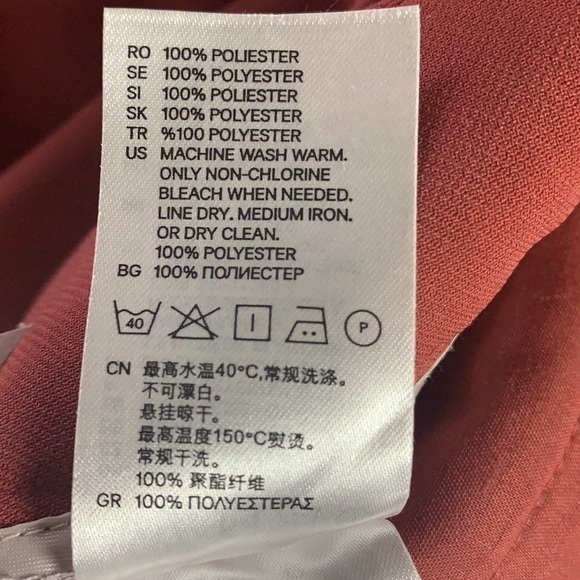 RO 100% POLIESTER
SE 100% POLYESTER
SI 100% POLIESTER
SK 100% POLYESTER
TR %100 POLYESTER
US MACHINE WASH WARM.
ONLY NON-CHLORINE
BLEACH WHEN NEEDED.
LINE DRY. MEDIUM IRON.
OR DRY CLEAN.
100% POLYESTER
BG 100% ПОЛИЕСТЕР
40 P
CN 最高水温40°C,常规洗涤。
不可漂白。
悬挂晾干。
最高温度150°C熨烫。
常规干洗。
100% 聚酯纤维
GR 100% ΠΟΛΥΕΣΤΕΡΑΣ